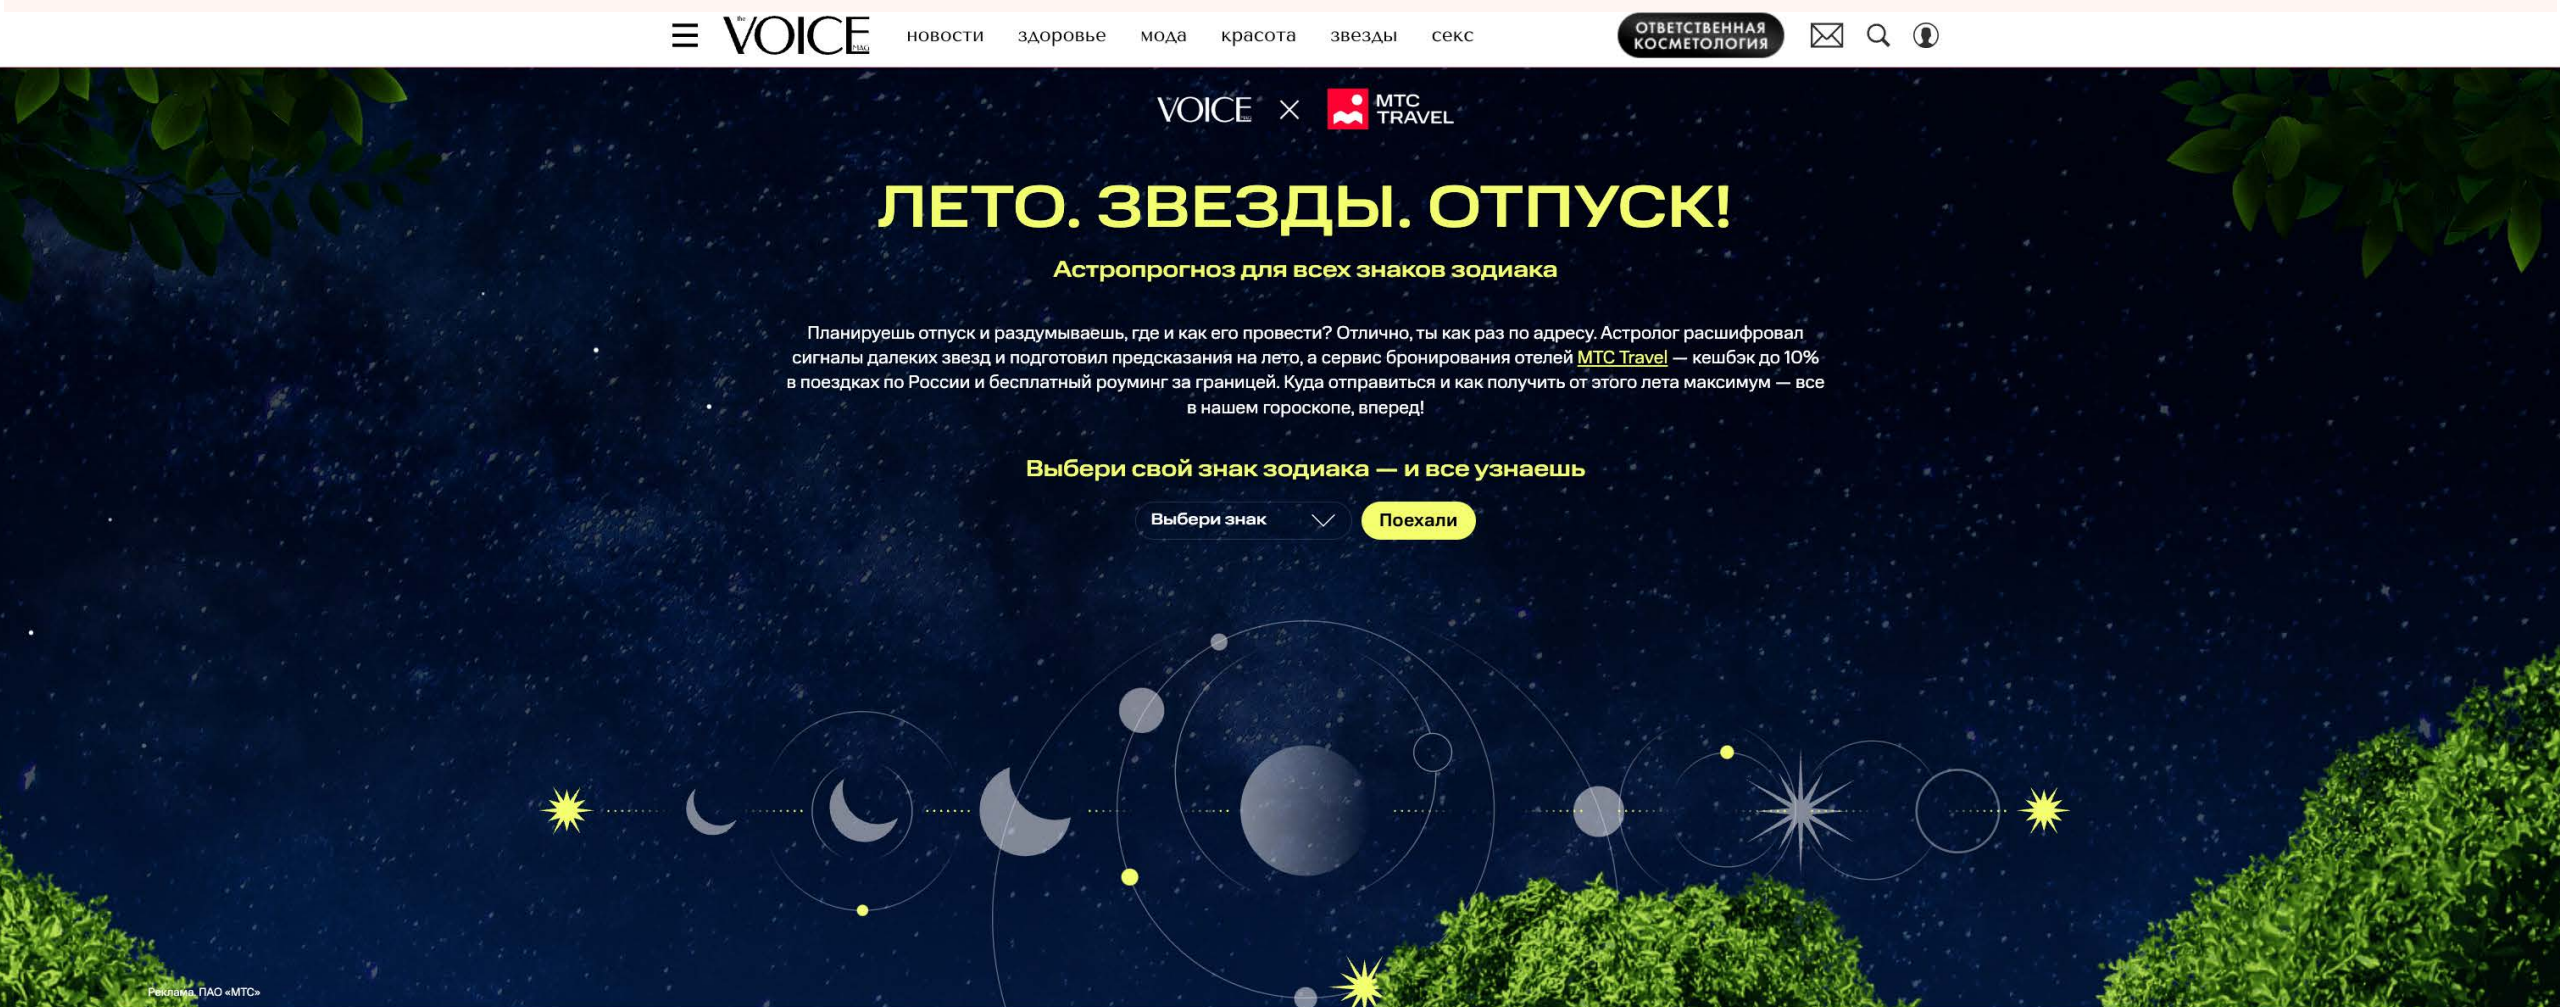 the VOICE MAG
новости здоровье мода красота звезды секс
ОТВЕТСТВЕННАЯ
КОСМЕТОЛОГИЯ
VOICE MAG × МТС
TRAVEL
ЛЕТО. ЗВЕЗДЫ. ОТПУСК!
Астропрогноз для всех знаков зодиака
Планируешь отпуск и раздумываешь, где и как его провести? Отлично, ты как раз по адресу. Астролог расшифровал
сигналы далеких звезд и подготовил предсказания на лето, а сервис бронирования отелей МТС Travel — кешбэк до 10%
в поездках по России и бесплатный роуминг за границей. Куда отправиться и как получить от этого лета максимум — все
в нашем гороскопе, вперед!
Выбери свой знак зодиака — и все узнаешь
Выбери знак
Поехали
Реклама. ПАО «МТС»